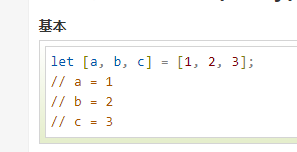 基本
let [a, b, c] = [1, 2, 3];
// a = 1
// b = 2
// c = 3